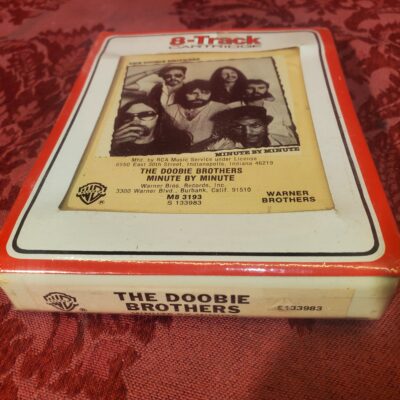 8-Track
CARTRIDGE
THE DOOBIE BROTHERS
MINUTE BY MINUTE
Mfd. by RCA Music Service under License
6550 East 30th Street, Indianapolis, Indiana 46219
THE DOOBIE BROTHERS
MINUTE BY MINUTE
Warner Bros. Records, Inc.
3300 Warner Blvd., Burbank, Calif. 91510
M8 3193
S 133983
WARNER
BROTHERS
THE DOOBIE
BROTHERS
S133983